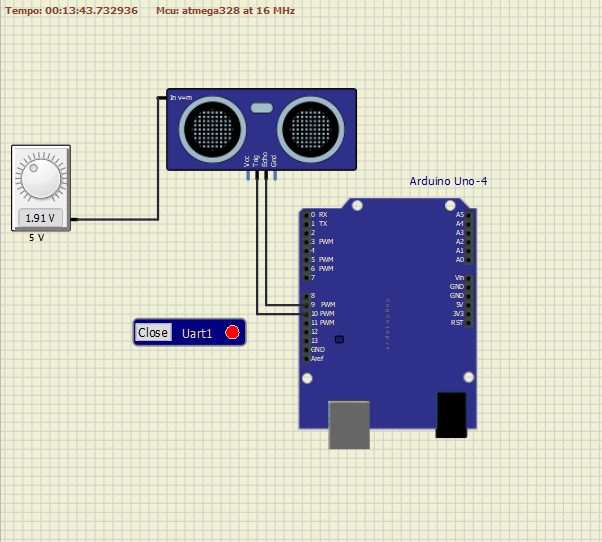 Tempo: 00:13:43.732936 Mcu: atmega328 at 16 MHz
In v=m
Vcc
Trig
Echo
Gnd
1.91 V
5 V
Arduino Uno-4
0 RX
1 TX
2
3 PWM
4
5 PWM
6 PWM
7
8
9 PWM
10 PWM
11 PWM
12
13
GND
Aref
A5
A4
A3
A2
A1
A0
Vin
GND
GND
5V
3V3
RST
Close Uart1